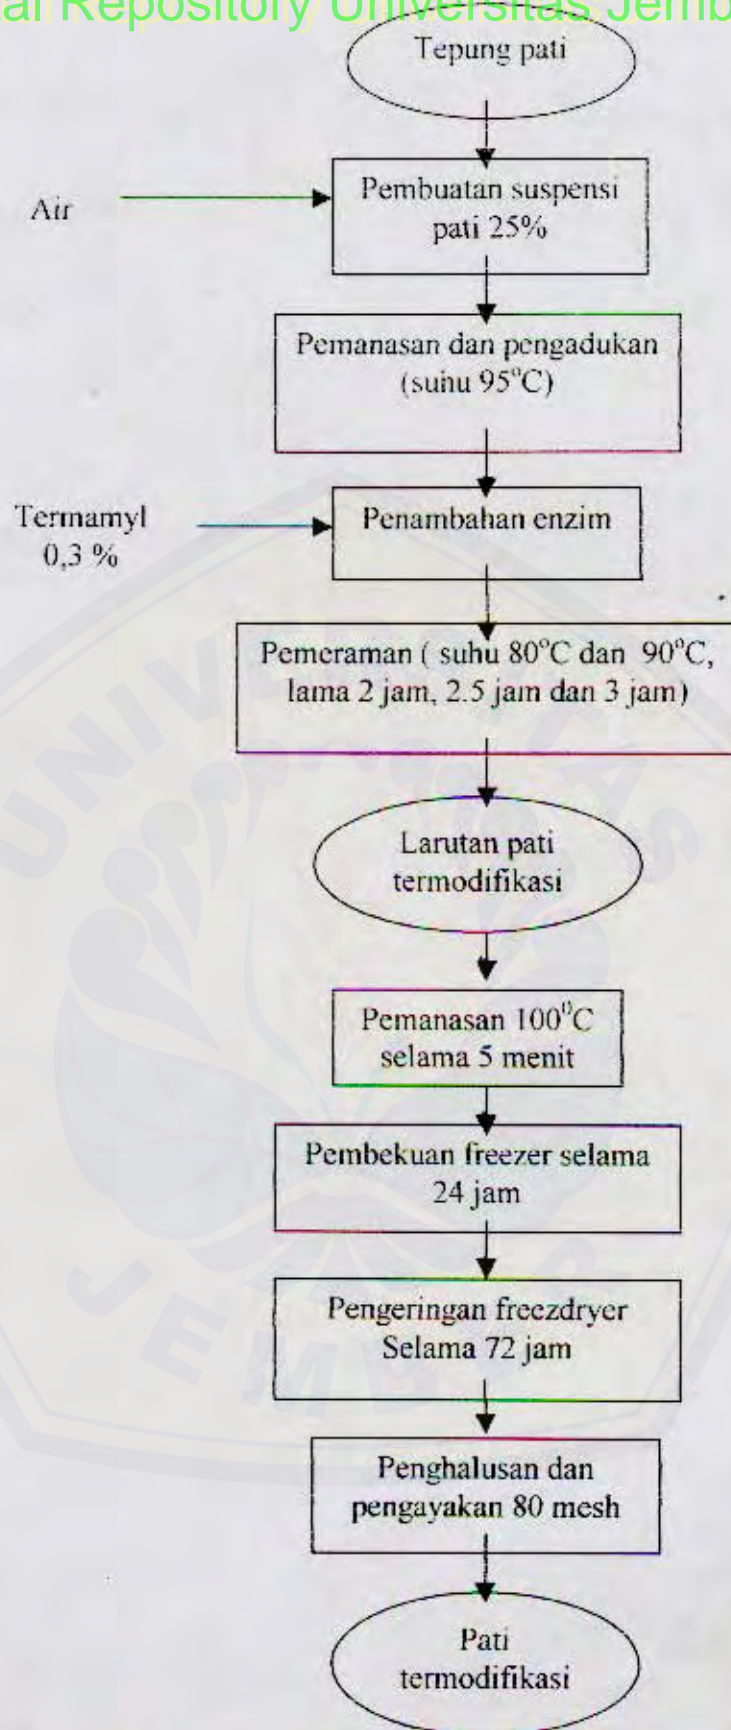 al Repository Universitas Jemb
Tepung pati
Air
Pembuatan suspensi
pati 25%
Pemanasan dan pengadukan
(suhu 95°C)
Termamyl
0,3 %
Penambahan enzim
Pemeraman ( suhu 80°C dan 90°C,
lama 2 jam, 2.5 jam dan 3 jam)
Larutan pati
termodifikasi
Pemanasan 100⁰C
selama 5 menit
Pembekuan freezer selama
24 jam
Pengeringan freezdryer
Selama 72 jam
Penghalusan dan
pengayakan 80 mesh
Pati
termodifikasi
UNIVERSITAS
JEMBER